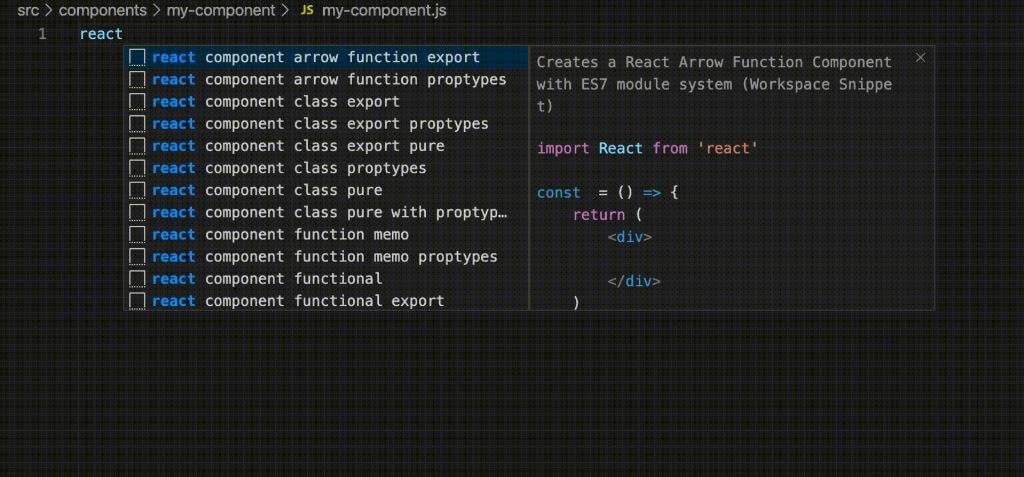 src > components > my-component > JS my-component.js
1 react
react component arrow function export
react component arrow function proptypes
react component class export
react component class export proptypes
react component class export pure
react component class proptypes
react component class pure
react component class pure with proptyp…
react component function memo
react component function memo proptypes
react component functional
react component functional export
Creates a React Arrow Function Component
with ES7 module system (Workspace Snippe
t)
import React from 'react'
const  = () => {
return (
<div>
</div>
)